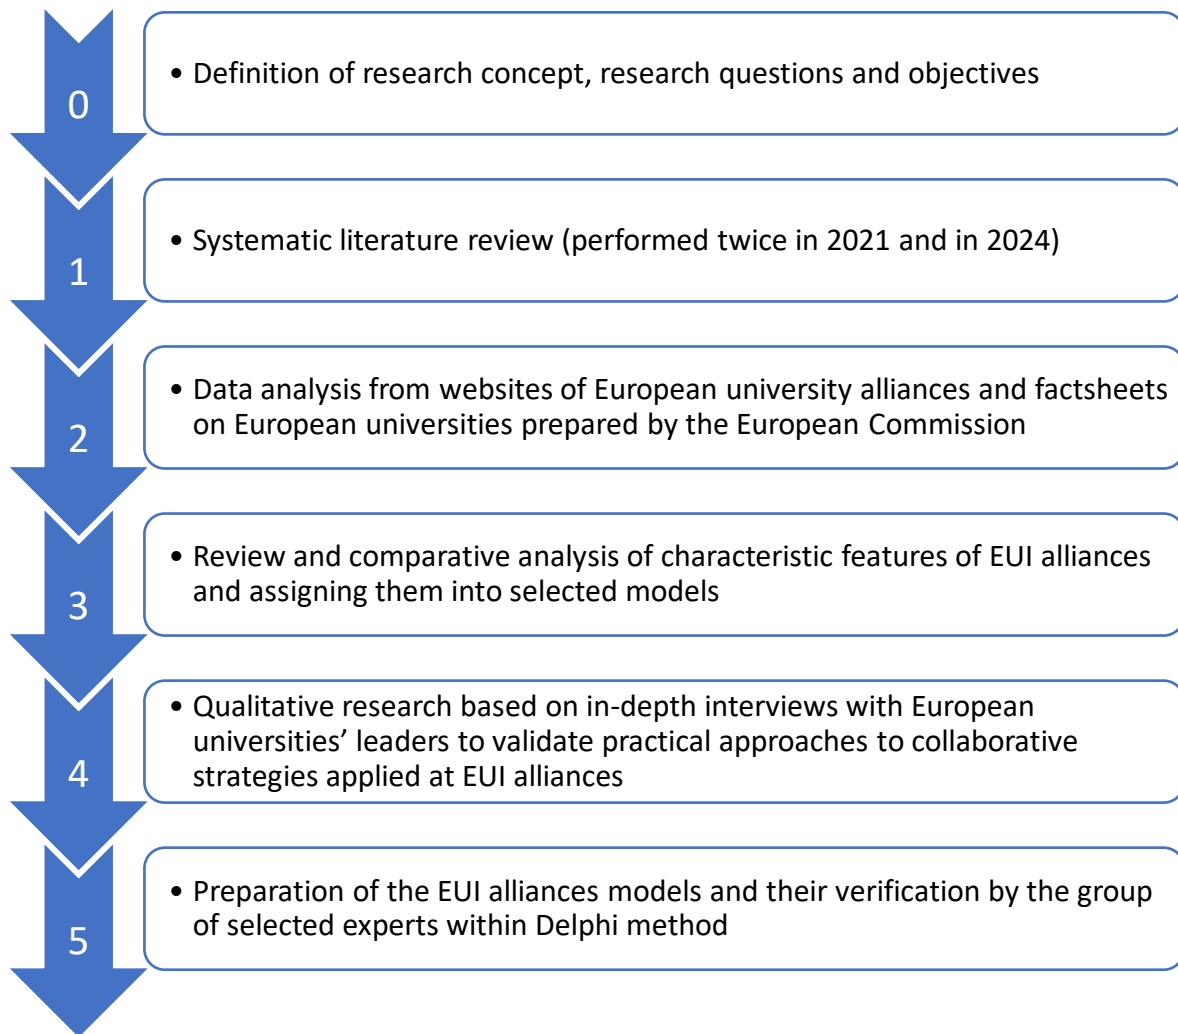 0
• Definition of research concept, research questions and objectives
1
• Systematic literature review (performed twice in 2021 and in 2024)
2
• Data analysis from websites of European university alliances and factsheets
on European universities prepared by the European Commission
3
• Review and comparative analysis of characteristic features of EUI alliances
and assigning them into selected models
4
• Qualitative research based on in-depth interviews with European
universities’ leaders to validate practical approaches to collaborative
strategies applied at EUI alliances
5
• Preparation of the EUI alliances models and their verification by the group
of selected experts within Delphi method